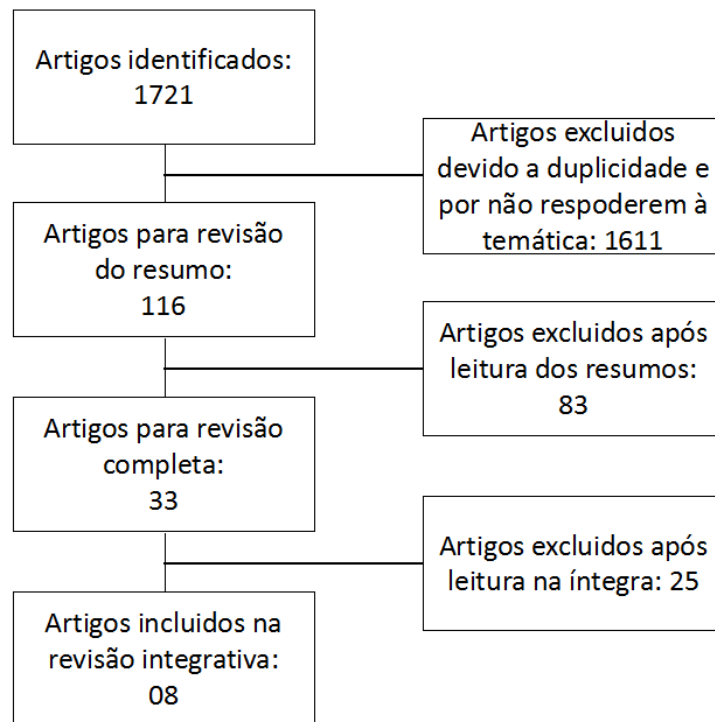 Artigos identificados:
1721
Artigos excluidos
devido a duplicidade e
por não respoderem à
temática: 1611
Artigos para revisão
do resumo:
116
Artigos excluidos após
leitura dos resumos:
83
Artigos para revisão
completa:
33
Artigos excluidos após
leitura na íntegra: 25
Artigos incluidos na
revisão integrativa:
08